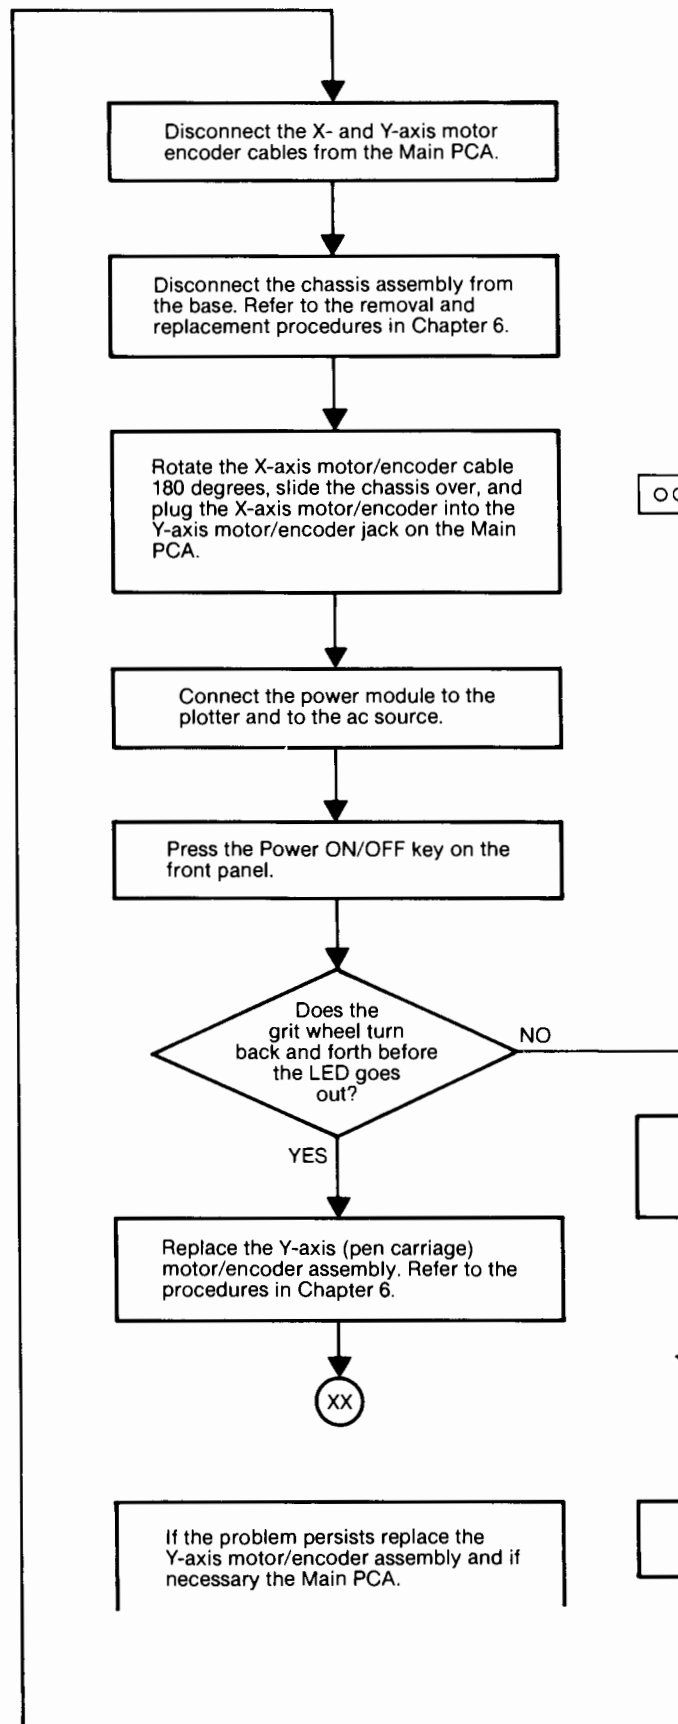 Disconnect the X- and Y-axis motor
encoder cables from the Main PCA.
Disconnect the chassis assembly from
the base. Refer to the removal and
replacement procedures in Chapter 6.
Rotate the X-axis motor/encoder cable
180 degrees, slide the chassis over, and
plug the X-axis motor/encoder into the
Y-axis motor/encoder jack on the Main
PCA.
Connect the power module to the
plotter and to the ac source.
Press the Power ON/OFF key on the
front panel.
Does the
grit wheel turn
back and forth before
the LED goes
out?
NO
YES
Replace the Y-axis (pen carriage)
motor/encoder assembly. Refer to the
procedures in Chapter 6.
XX
If the problem persists replace the
Y-axis motor/encoder assembly and if
necessary the Main PCA.